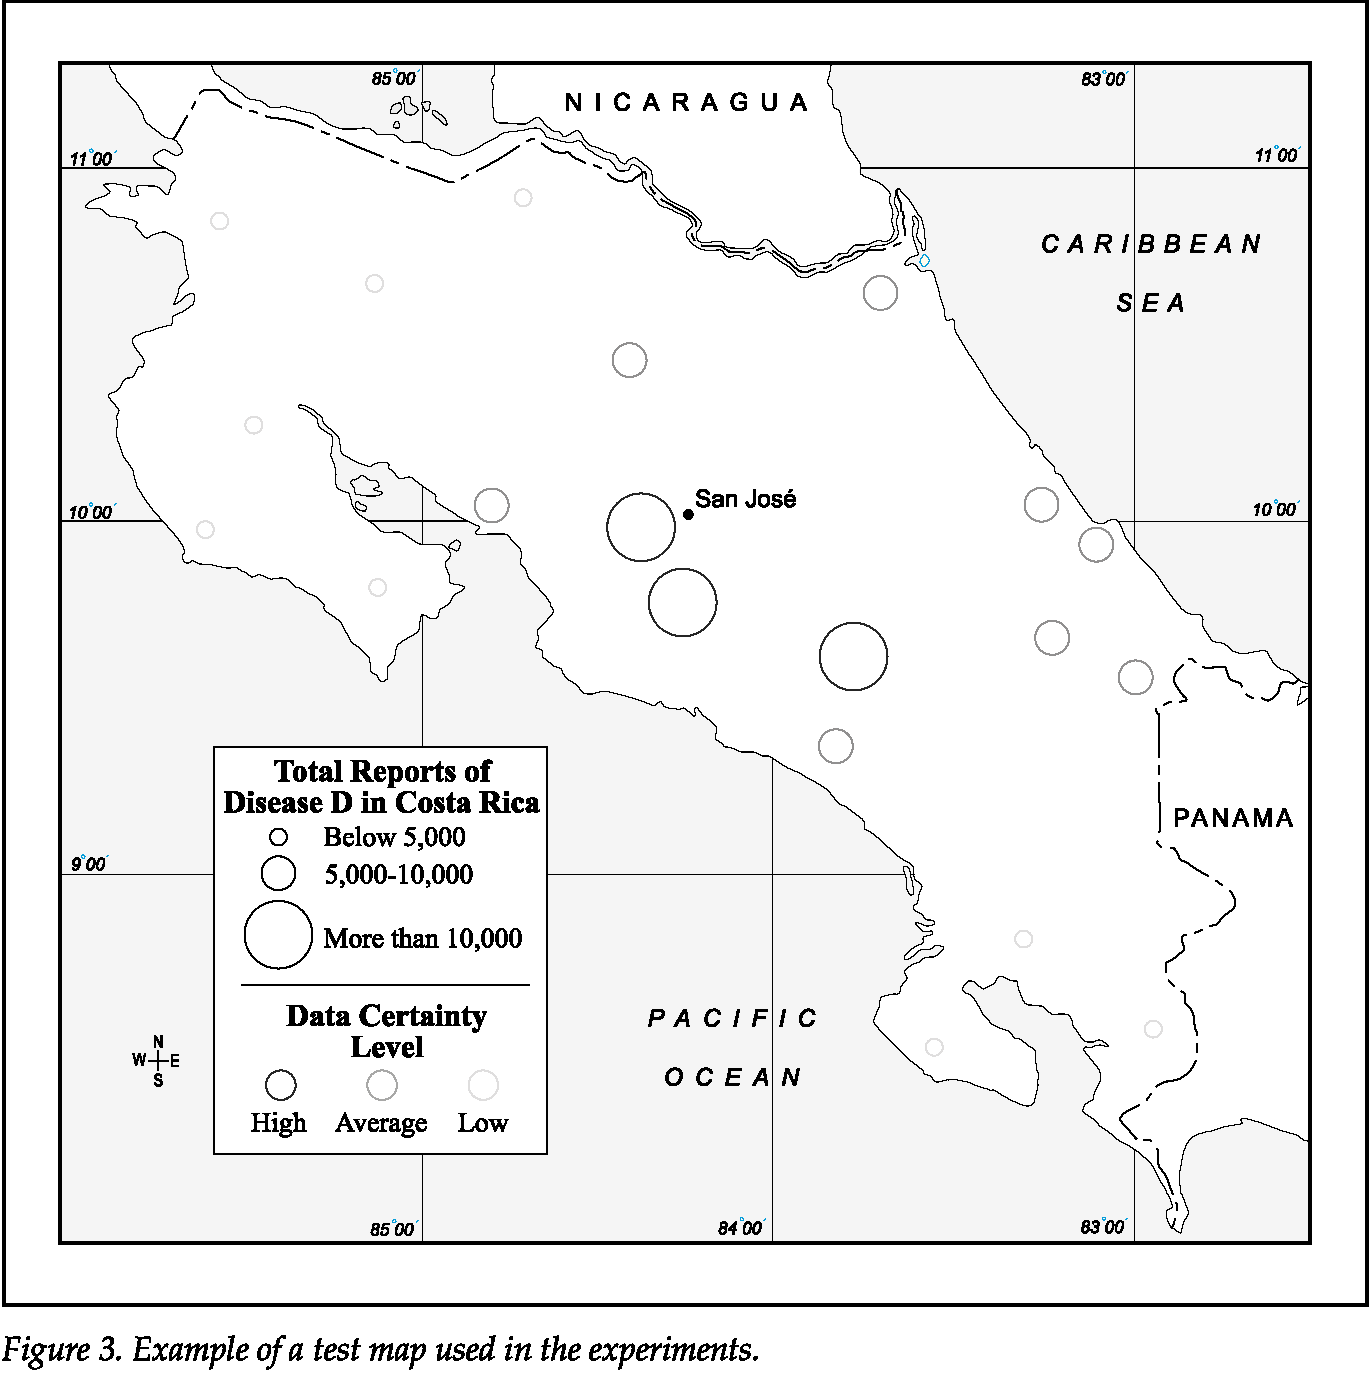 85°00´
83°00´
NICARAGUA
11°00´
11°00´
CARIBBEAN
SEA
San José
10°00´
10°00´
PANAMA
Total Reports of
Disease D in Costa Rica
Below 5,000
5,000-10,000
More than 10,000
9°00´
Data Certainty
Level
High Average Low
PACIFIC
OCEAN
N
W E
S
85°00´
84°00´
83°00´
Figure 3. Example of a test map used in the experiments.